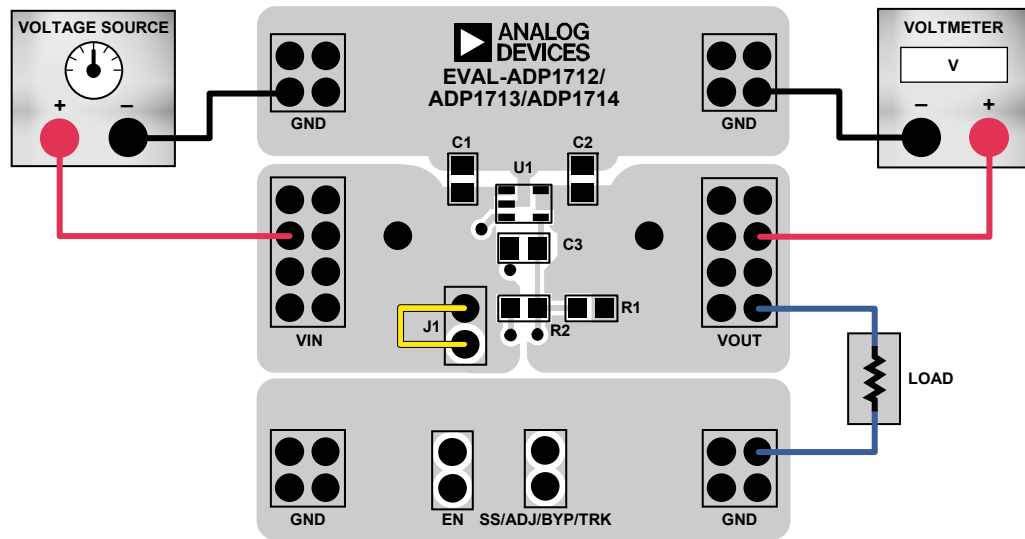 VOLTAGE SOURCE
+ −
ANALOG
DEVICES
EVAL-ADP1712/
ADP1713/ADP1714
VOLTMETER
V
− +
GND
GND
C1
C2
U1
C3
J1
R1
R2
VIN
VOUT
LOAD
GND
EN
SS/ADJ/BYP/TRK
GND